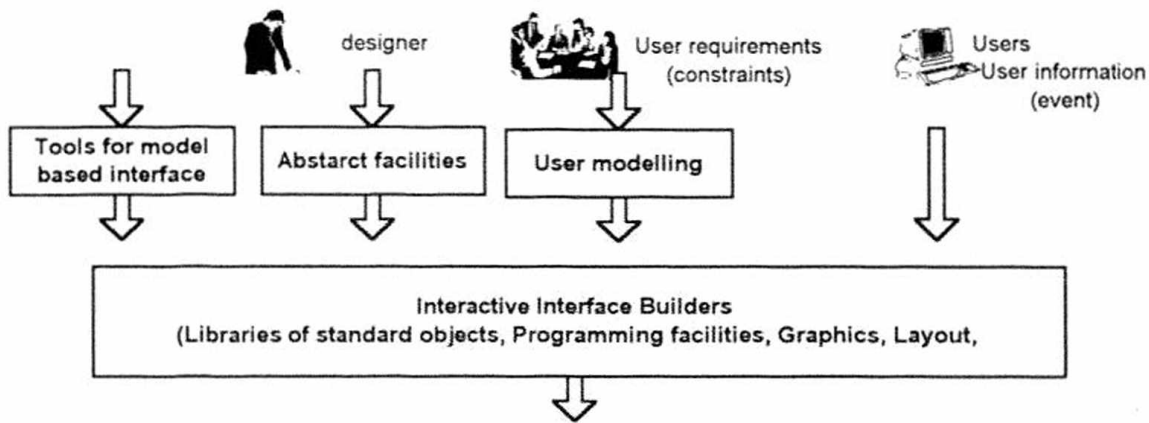 designer
User requirements
(constraints)
Users
User information
(event)
Tools for model
based interface
Abstarct facilities
User modelling
Interactive Interface Builders
(Libraries of standard objects, Programming facilities, Graphics, Layout,